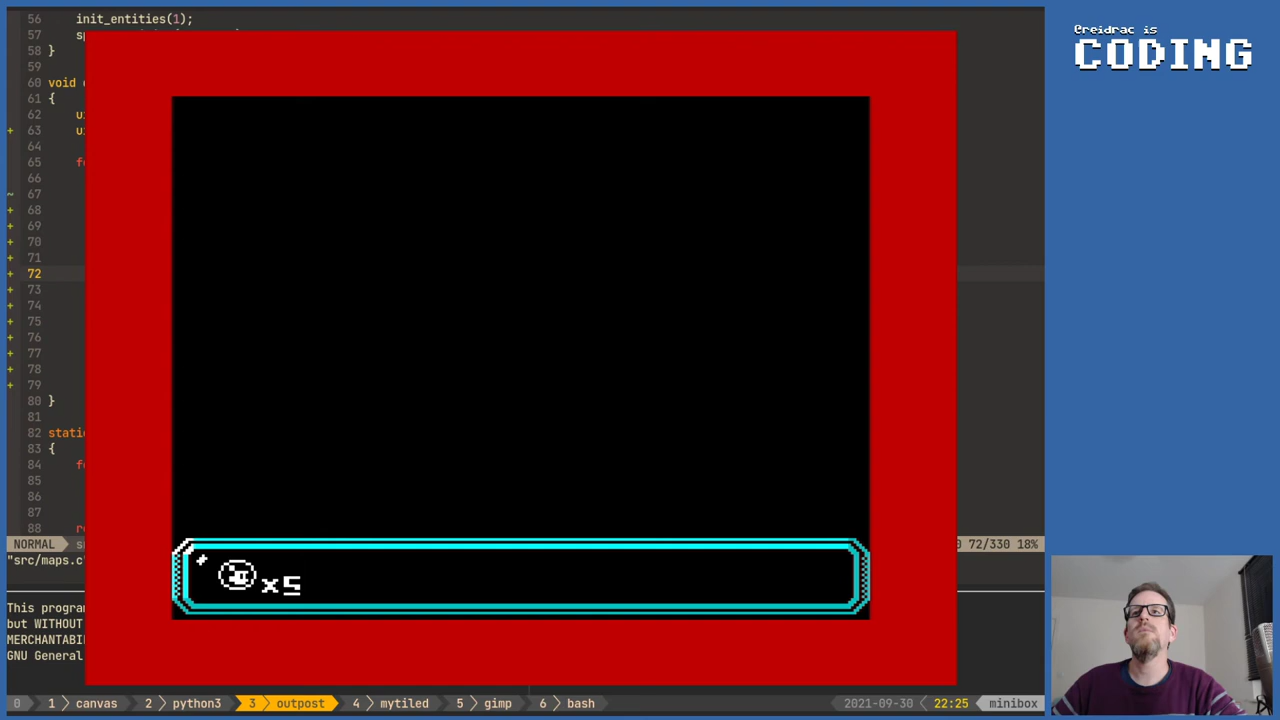 56 init_entities(1);
57 sp
58 }
59
60 void
61 {
62
+ 63
64
65
66
~ 67
+ 68
+ 69
+ 70
+ 71
+ 72
+ 73
+ 74
+ 75
+ 76
+ 77
+ 78
+ 79
80 }
81
82 stati
83 {
84
85
86
87
88 re
NORMAL 72/330 18%
"src/maps.c
This progra
but WITHOUT
MERCHANTABI
GNU General
x5
0 1 canvas 2 python3 3 outpost 4 mytiled 5 gimp 6 bash 2021-09-30 22:25 minibox
@reidrac is
CODING